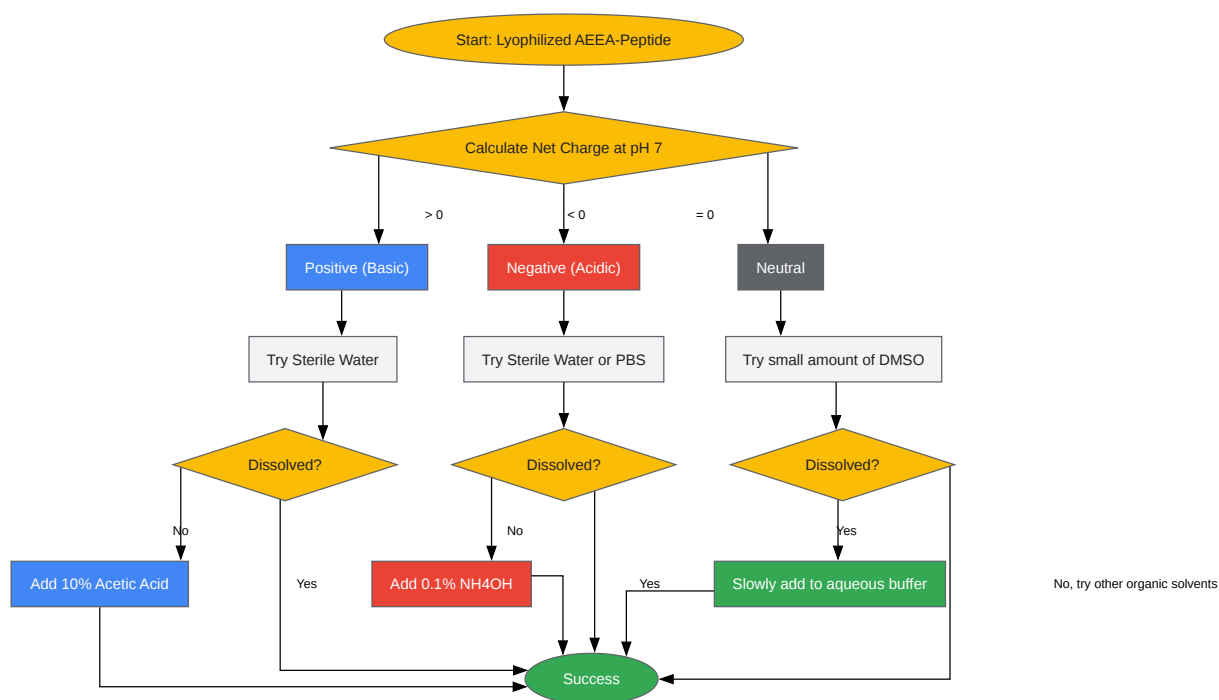 Start: Lyophilized AEEA-Peptide
Calculate Net Charge at pH 7
> 0
< 0
= 0
Positive (Basic)
Negative (Acidic)
Neutral
Try Sterile Water
Try Sterile Water or PBS
Try small amount of DMSO
Dissolved?
Dissolved?
Dissolved?
No
No
Yes
Add 10% Acetic Acid
Yes
Add 0.1% NH4OH
Yes
Slowly add to aqueous buffer
No, try other organic solvents
Success